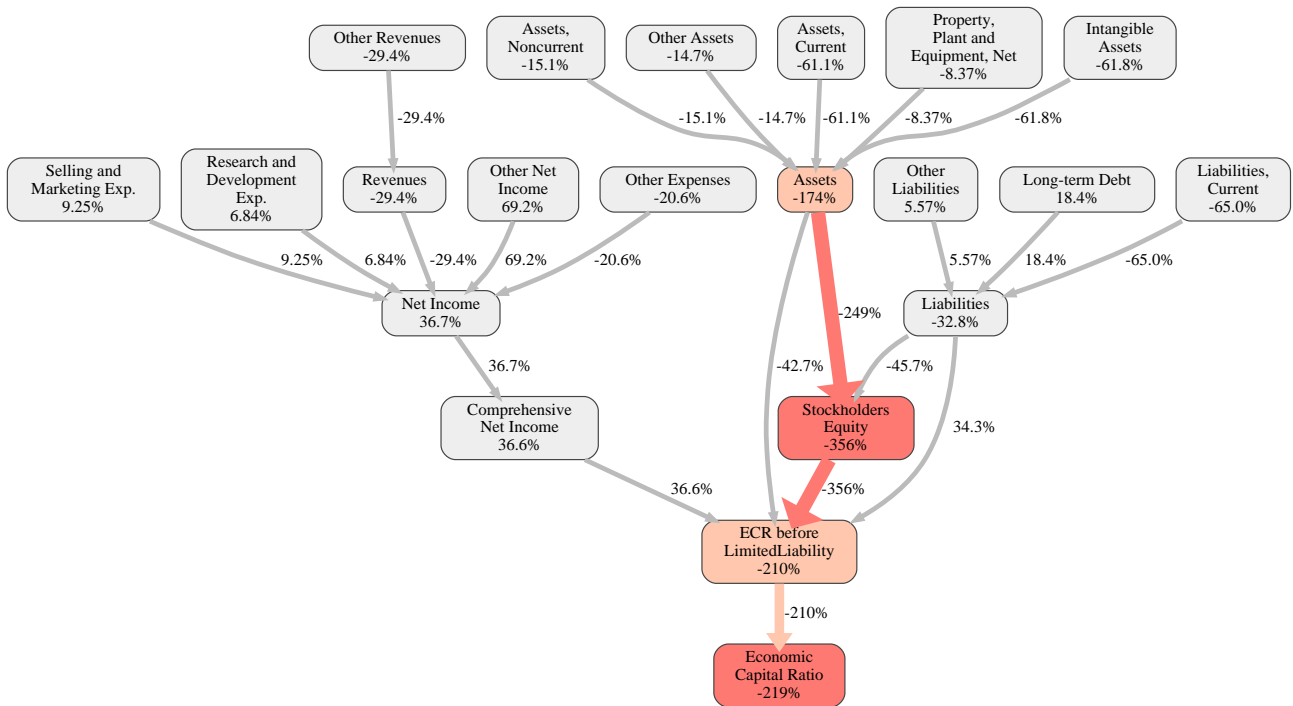 Other Revenues
-29.4%
Assets,
Noncurrent
-15.1%
Other Assets
-14.7%
Assets,
Current
-61.1%
Property,
Plant and
Equipment, Net
-8.37%
Intangible
Assets
-61.8%
-29.4%
-15.1%
-14.7%
-61.1%
-8.37%
-61.8%
Selling and
Marketing Exp.
9.25%
Research and
Development
Exp.
6.84%
Revenues
-29.4%
Other Net
Income
69.2%
Other Expenses
-20.6%
Assets
-174%
Other
Liabilities
5.57%
Long-term Debt
18.4%
Liabilities,
Current
-65.0%
9.25%
6.84%
-29.4%
69.2%
-20.6%
5.57%
18.4%
-65.0%
Net Income
36.7%
-249%
Liabilities
-32.8%
36.7%
-42.7%
-45.7%
Comprehensive
Net Income
36.6%
Stockholders
Equity
-356%
34.3%
36.6%
-356%
ECR before
LimitedLiability
-210%
-210%
Economic
Capital Ratio
-219%